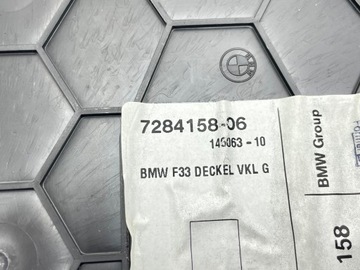 7284158-06
145063-10
BMW F33 DECKEL VKL G
BMW Group
158